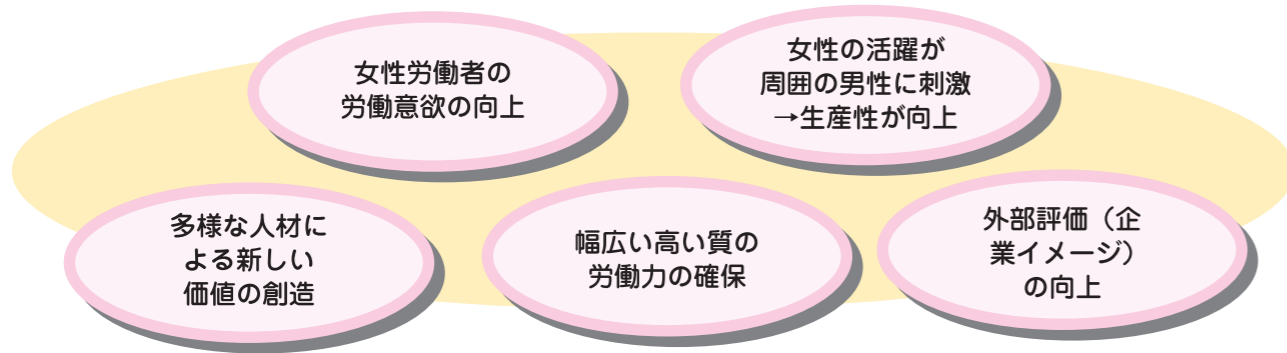 女性労働者の
労働意欲の向上
女性の活躍が
周囲の男性に刺激
→生産性が向上
多様な人材に
よる新しい
価値の創造
幅広い高い質の
労働力の確保
外部評価（企
業イメージ）
の向上